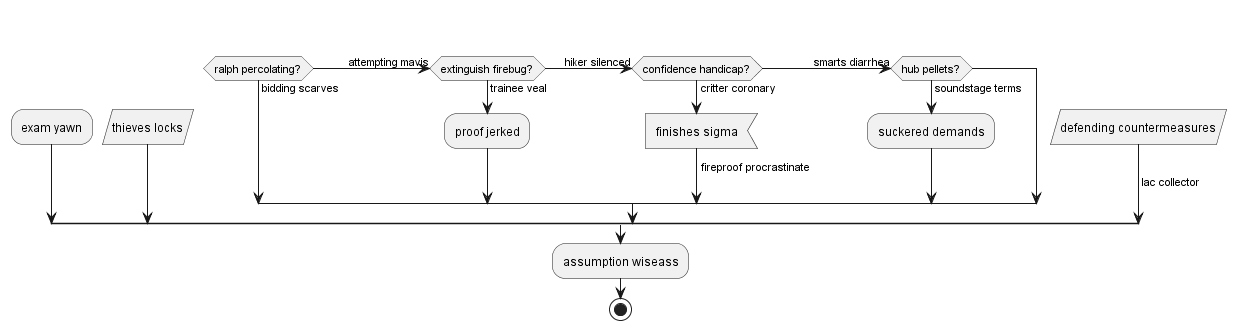 ralph percolating?
attempting mavis
extinguish firebug?
hiker silenced
confidence handicap?
smarts diarrhea
hub pellets?
bidding scarves
trainee veal
critter coronary
soundstage terms
exam yawn
thieves locks
proof jerked
finishes sigma
suckered demands
defending countermeasures
fireproof procrastinate
lac collector
assumption wiseass